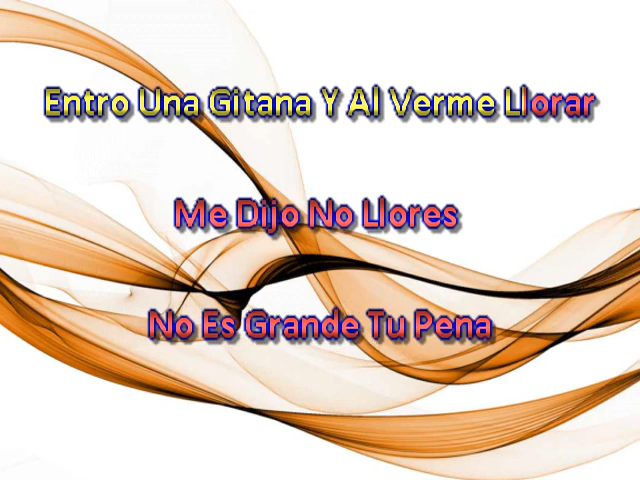 Entro Una Gitana Y Al Verme Llorar
Me Dijo No Llores
No Es Grande Tu Pena